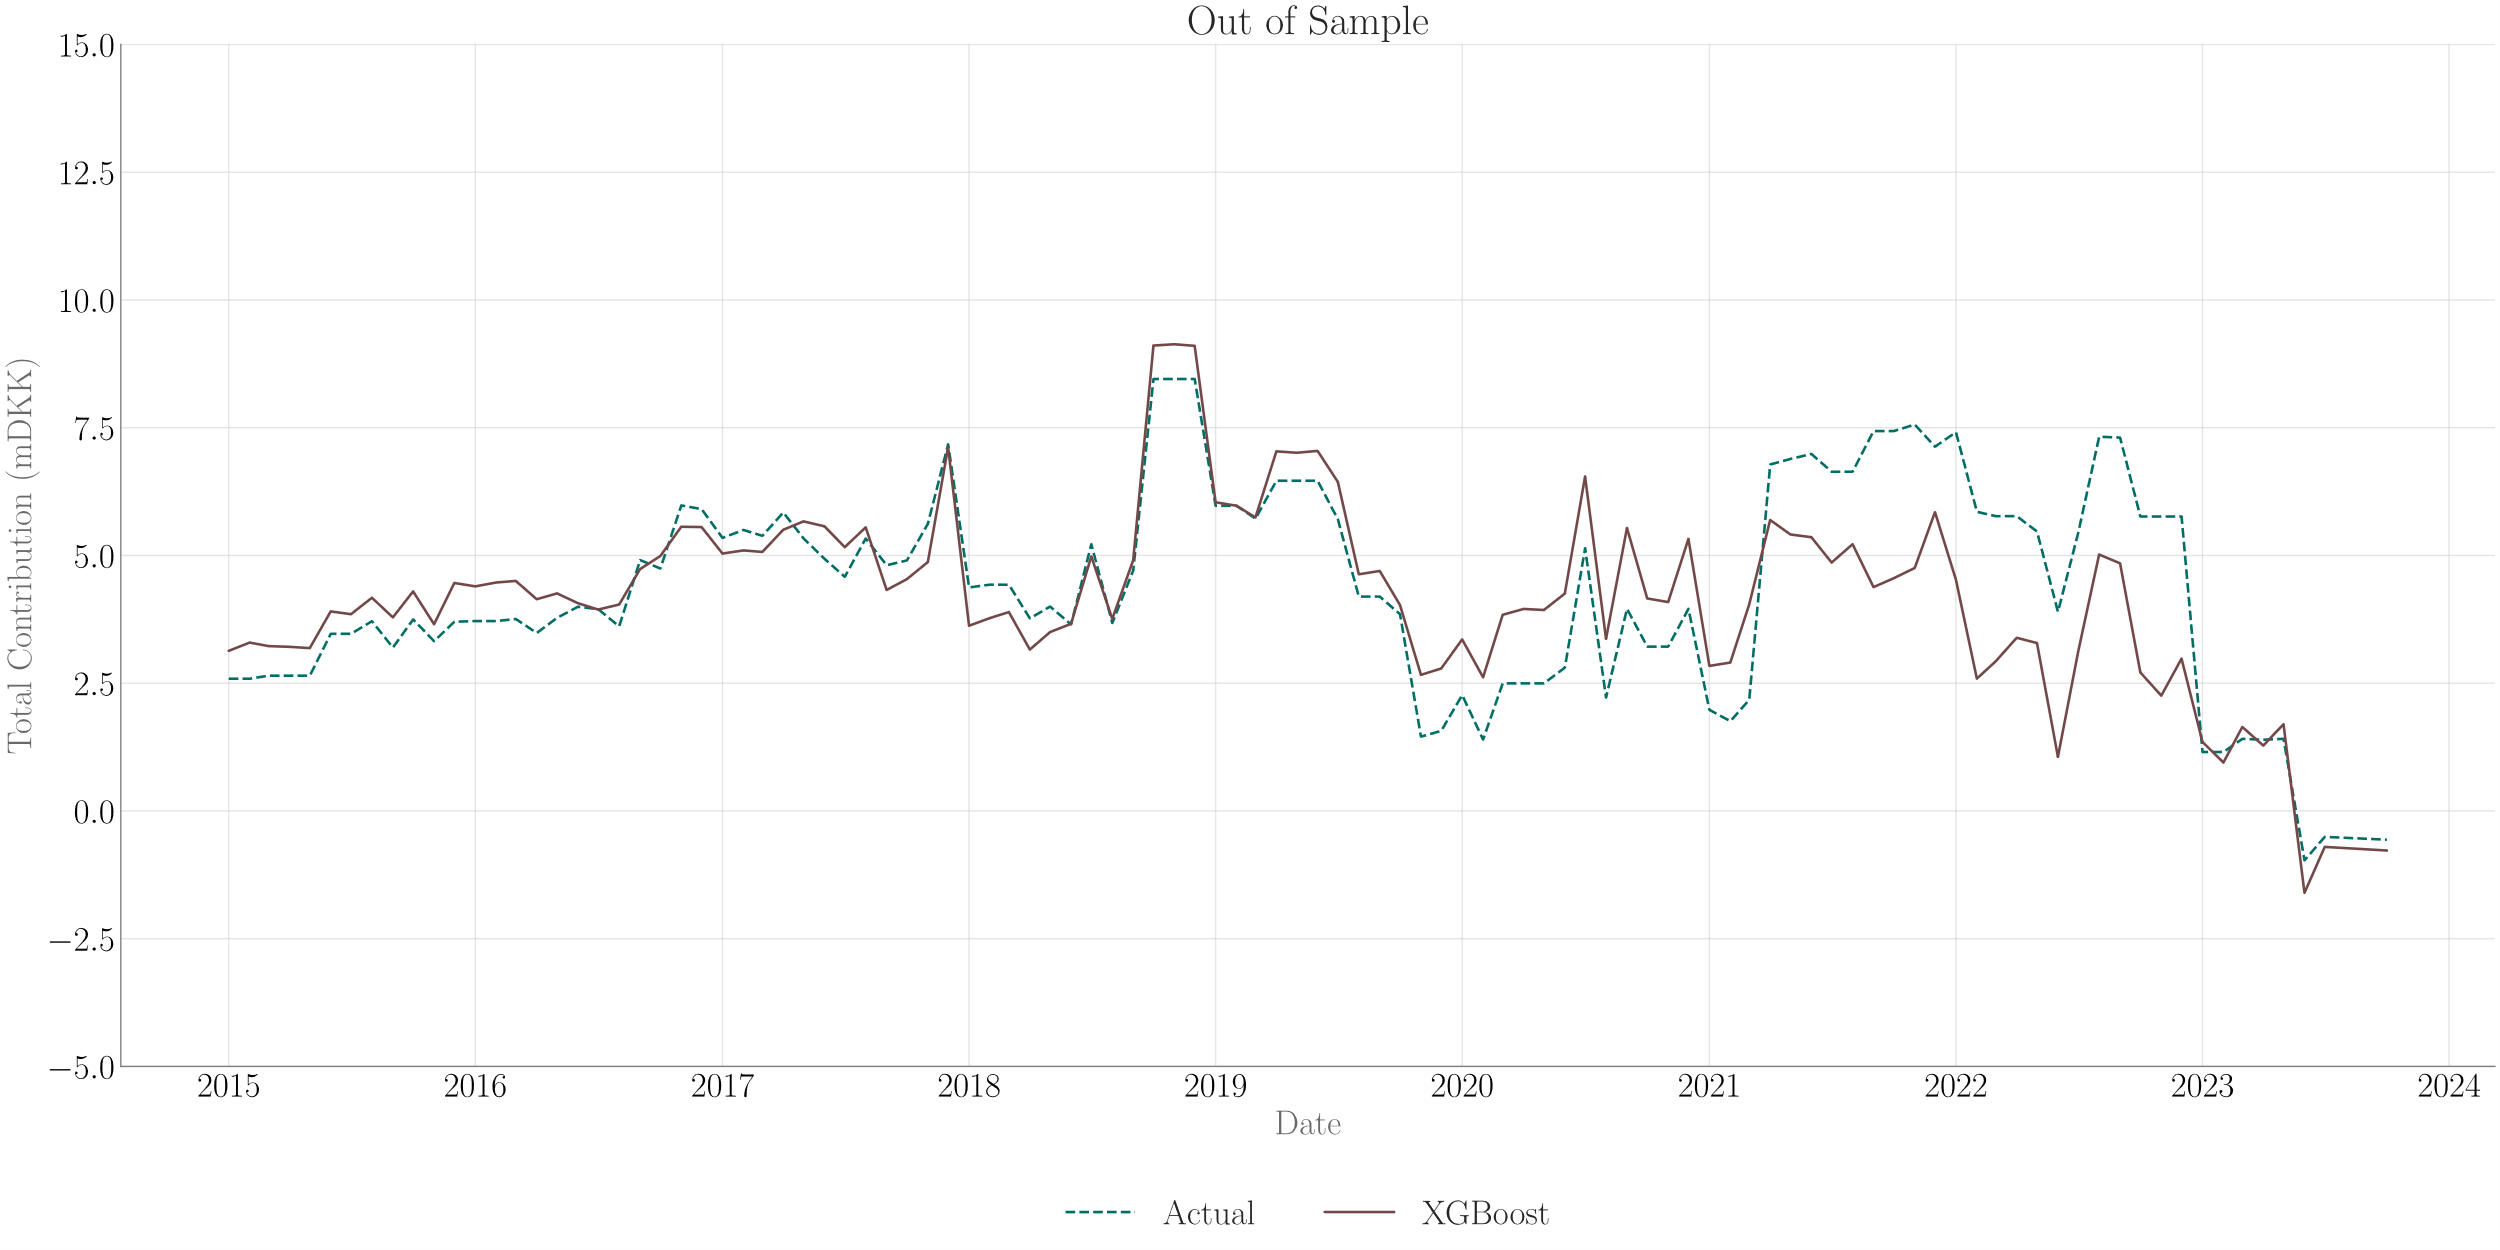 Out of Sample
15.0
12.5
10.0
7.5
5.0
2.5
0.0
−2.5
−5.0
Total Contribution (mDKK)
2015 2016 2017 2018 2019 2020 2021 2022 2023 2024
Date
Actual XGBoost